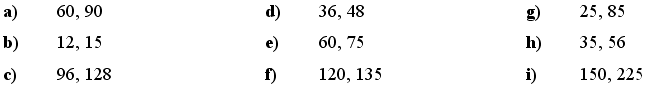 a) 60, 90 d) 36, 48 g) 25, 85
b) 12, 15 e) 60, 75 h) 35, 56
c) 96, 128 f) 120, 135 i) 150, 225